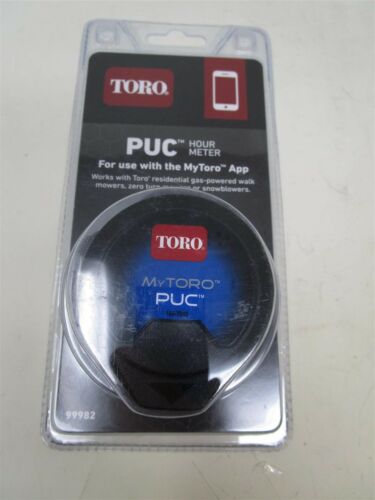 TORO.
PUC™ HOUR METER
For use with the MyToro™ App
Works with Toro® residential gas-powered walk
mowers, zero turn mowers or snowblowers.
TORO
MyTORO™
PUC™
99982